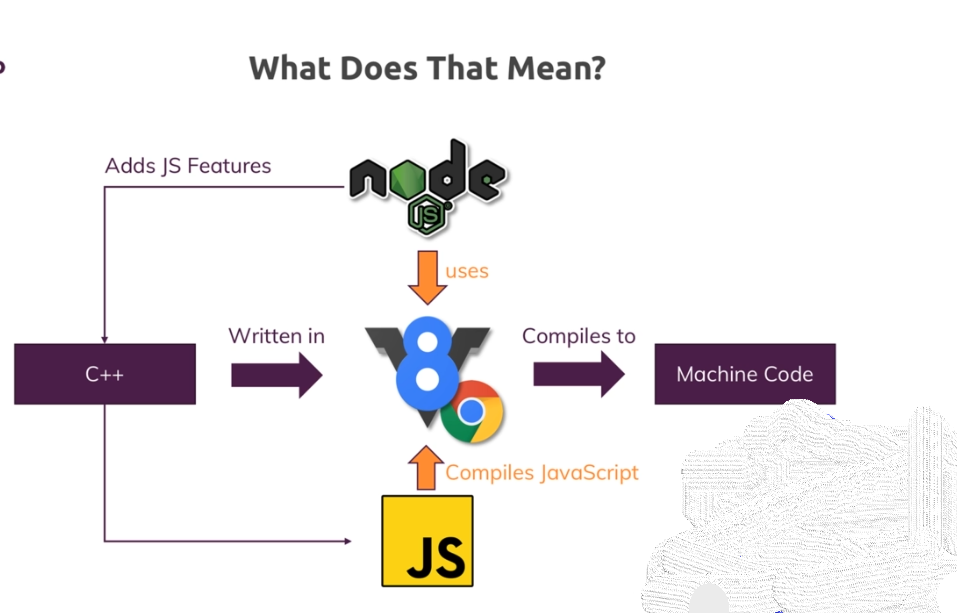 What Does That Mean?
Adds JS Features
node
JS
uses
Written in
Compiles to
C++
V8
Machine Code
Compiles JavaScript
JS